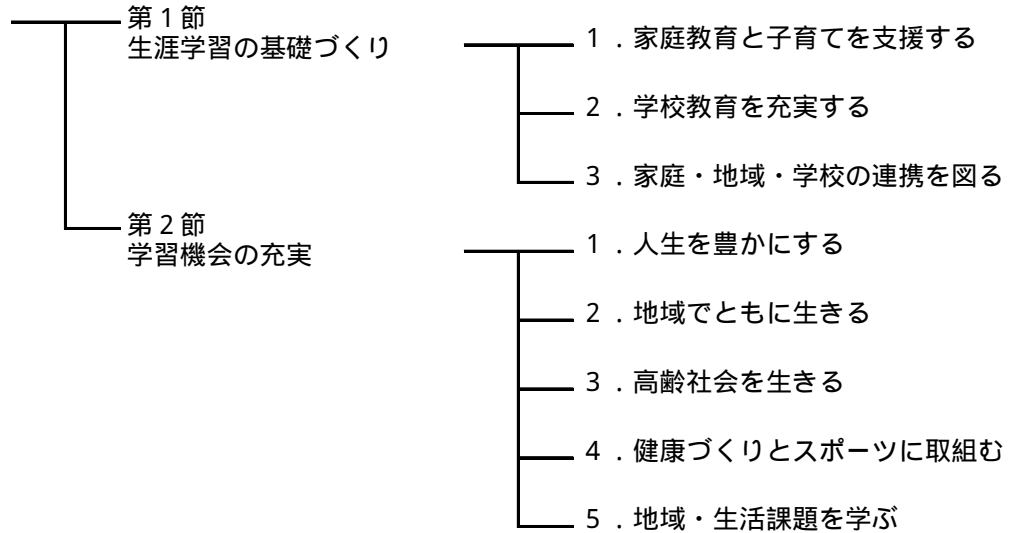 第1節
生涯学習の基礎づくり
1．家庭教育と子育てを支援する
2．学校教育を充実する
3．家庭・地域・学校の連携を図る
第2節
学習機会の充実
1．人生を豊かにする
2．地域でともに生きる
3．高齢社会を生きる
4．健康づくりとスポーツに取組む
5．地域・生活課題を学ぶ